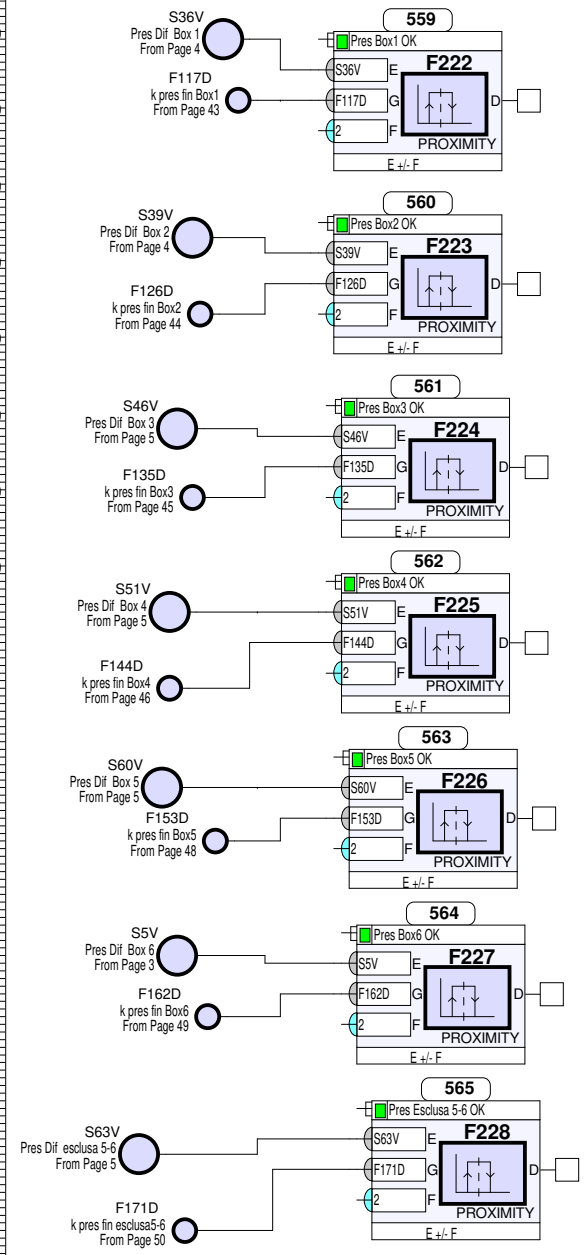 559
S36V
Pres Dif Box 1
From Page 4
Pres Box1 OK
F222
S36V E
F117D
k pres fin Box1
From Page 43
F117D G D
2 F
PROXIMITY
E +/- F
560
S39V
Pres Dif Box 2
From Page 4
Pres Box2 OK
F223
S39V E
F126D
k pres fin Box2
From Page 44
F126D G D
2 F
PROXIMITY
E +/- F
561
S46V
Pres Dif Box 3
From Page 5
Pres Box3 OK
F224
S46V E
F135D
k pres fin Box3
From Page 45
F135D G D
2 F
PROXIMITY
E +/- F
562
S51V
Pres Dif Box 4
From Page 5
Pres Box4 OK
F225
S51V E
F144D
k pres fin Box4
From Page 46
F144D G D
2 F
PROXIMITY
E +/- F
563
S60V
Pres Dif Box 5
From Page 5
Pres Box5 OK
F226
S60V E
F153D
k pres fin Box5
From Page 48
F153D G D
2 F
PROXIMITY
E +/- F
564
S5V
Pres Dif Box 6
From Page 3
Pres Box6 OK
F227
S5V E
F162D
k pres fin Box6
From Page 49
F162D G D
2 F
PROXIMITY
E +/- F
565
S63V
Pres Dif esclusa 5-6
From Page 5
Pres Esclusa 5-6 OK
F228
S63V E
F171D
k pres fin esclusa5-6
From Page 50
F171D G D
2 F
PROXIMITY
E +/- F